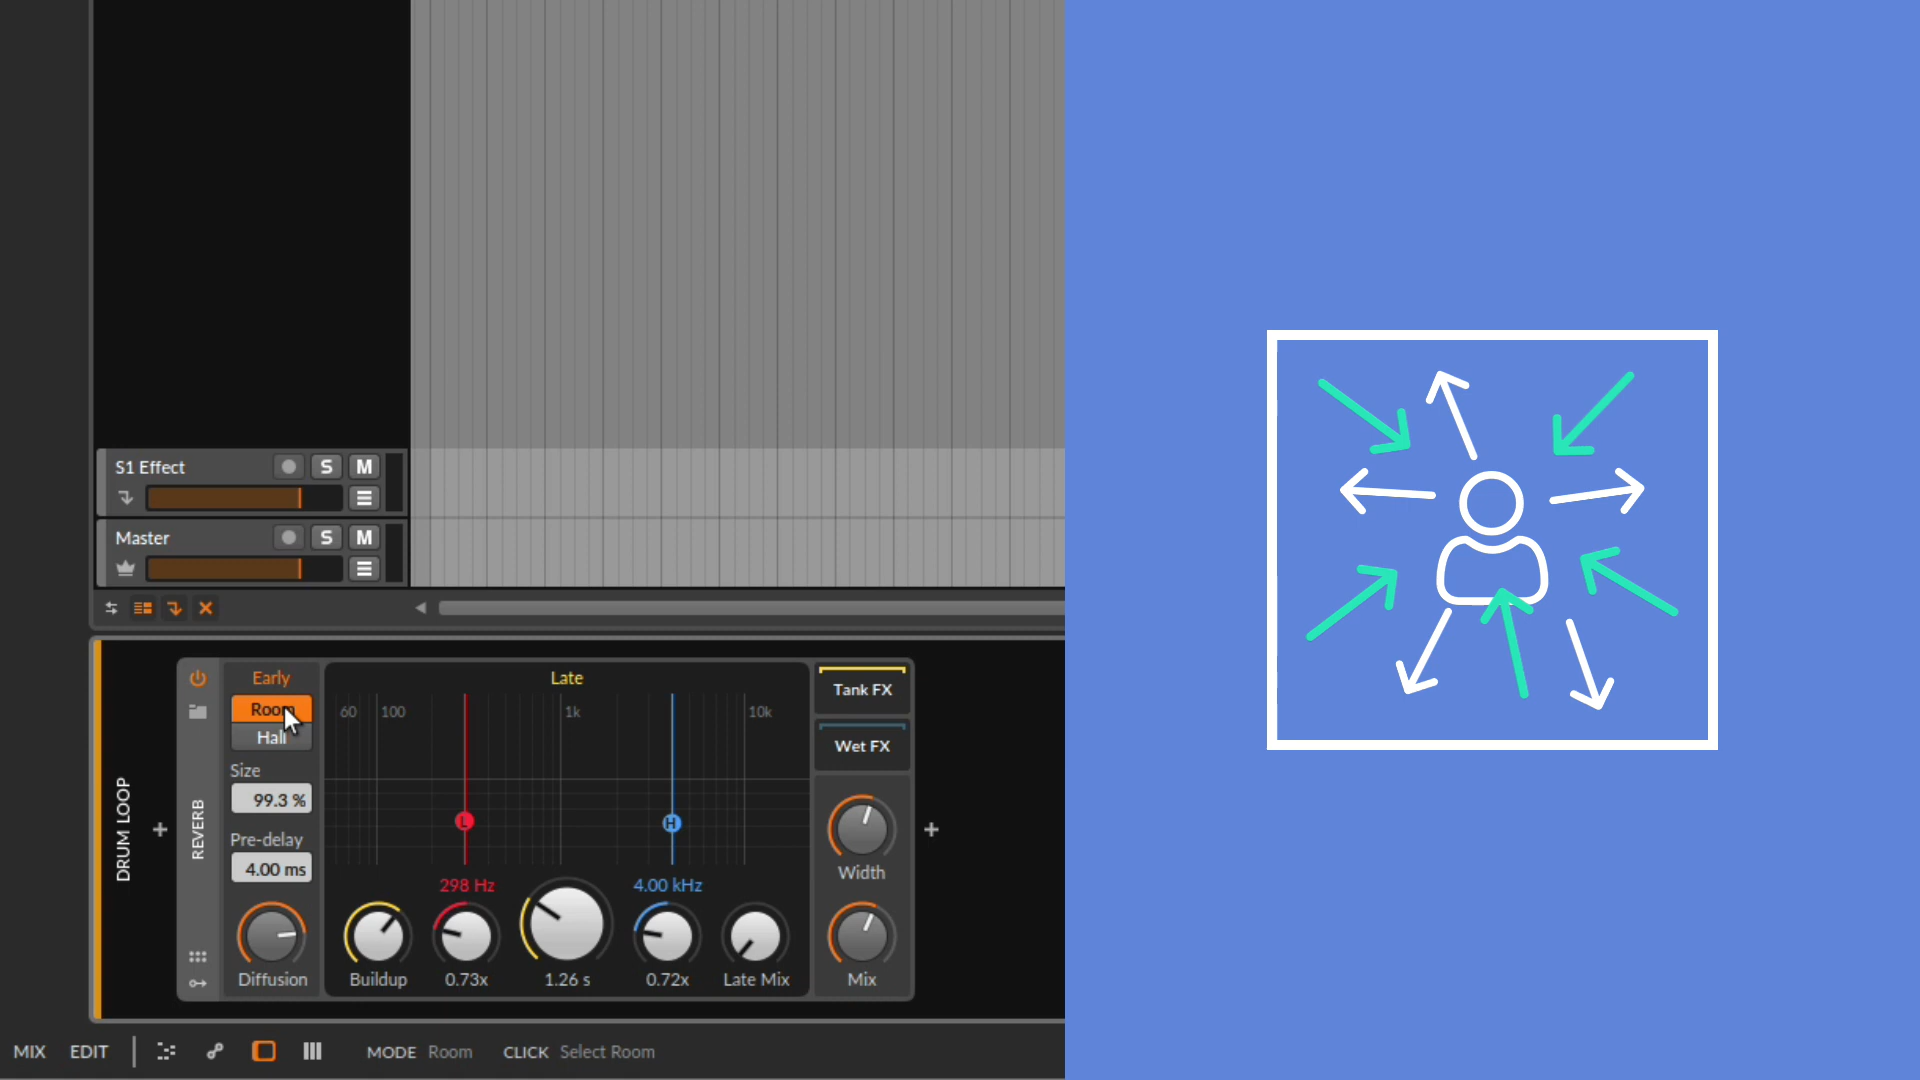 S1 Effect
S M
Master
S M
DRUM LOOP
REVERB
Early
Room
Hall
Size
99.3 %
Pre-delay
4.00 ms
Diffusion
Late
60 100 1k 10k
L H
298 Hz 4.00 kHz
Buildup 0.73x 1.26 s 0.72x Late Mix
Tank FX
Wet FX
Width
Mix
MIX EDIT MODE Room CLICK Select Room